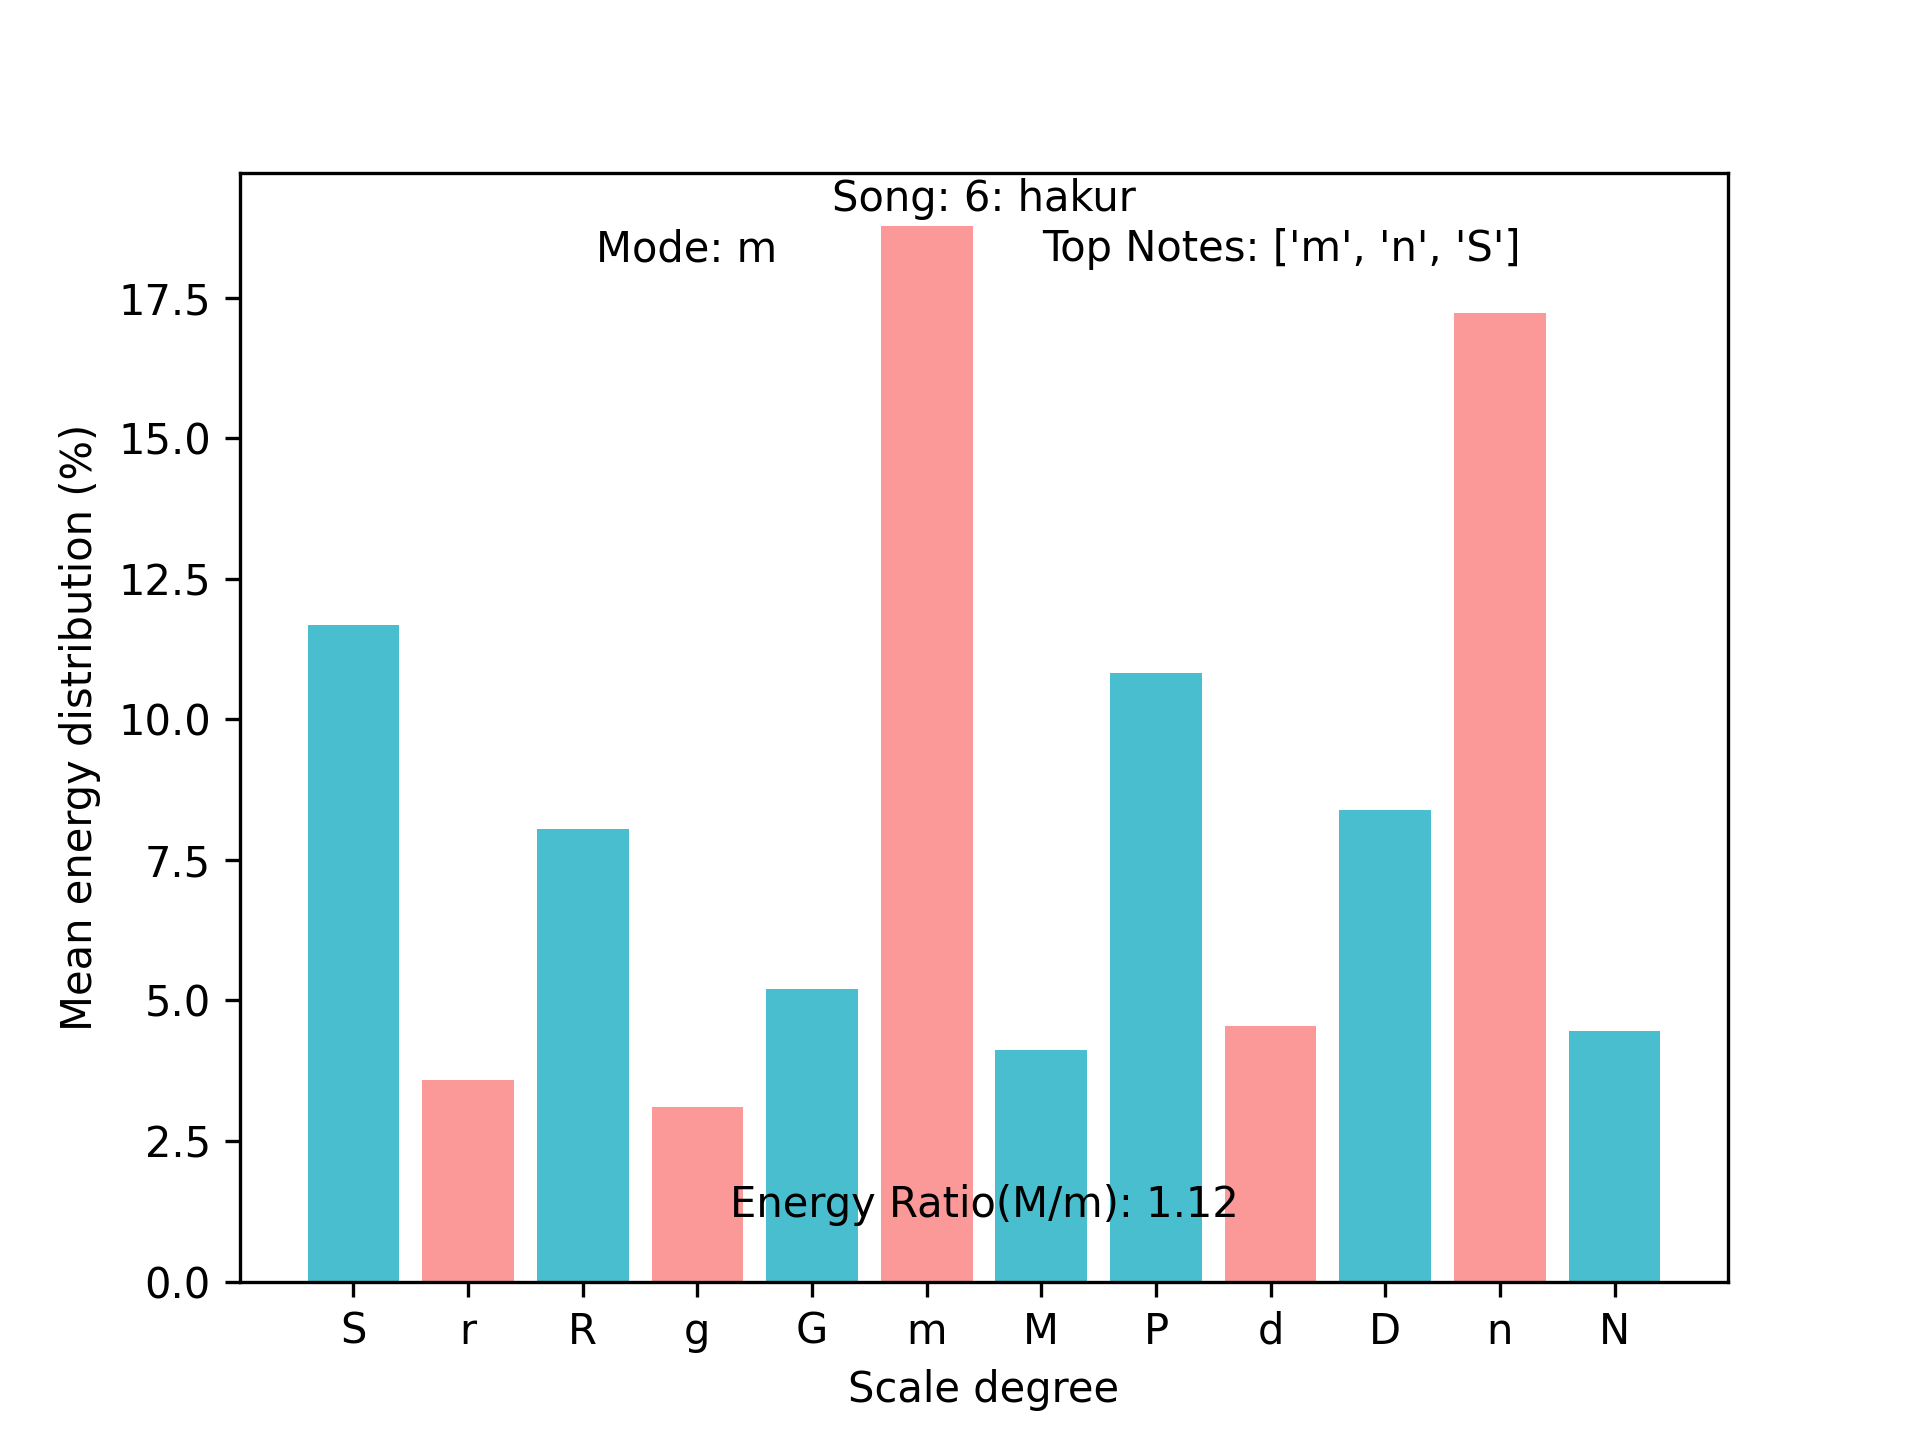 Song: 6: hakur
Mode: m
Top Notes: ['m', 'n', 'S']
17.5
15.0
12.5
10.0
7.5
5.0
2.5
0.0
Mean energy distribution (%)
Energy Ratio(M/m): 1.12
S r R g G m M P d D n N
Scale degree